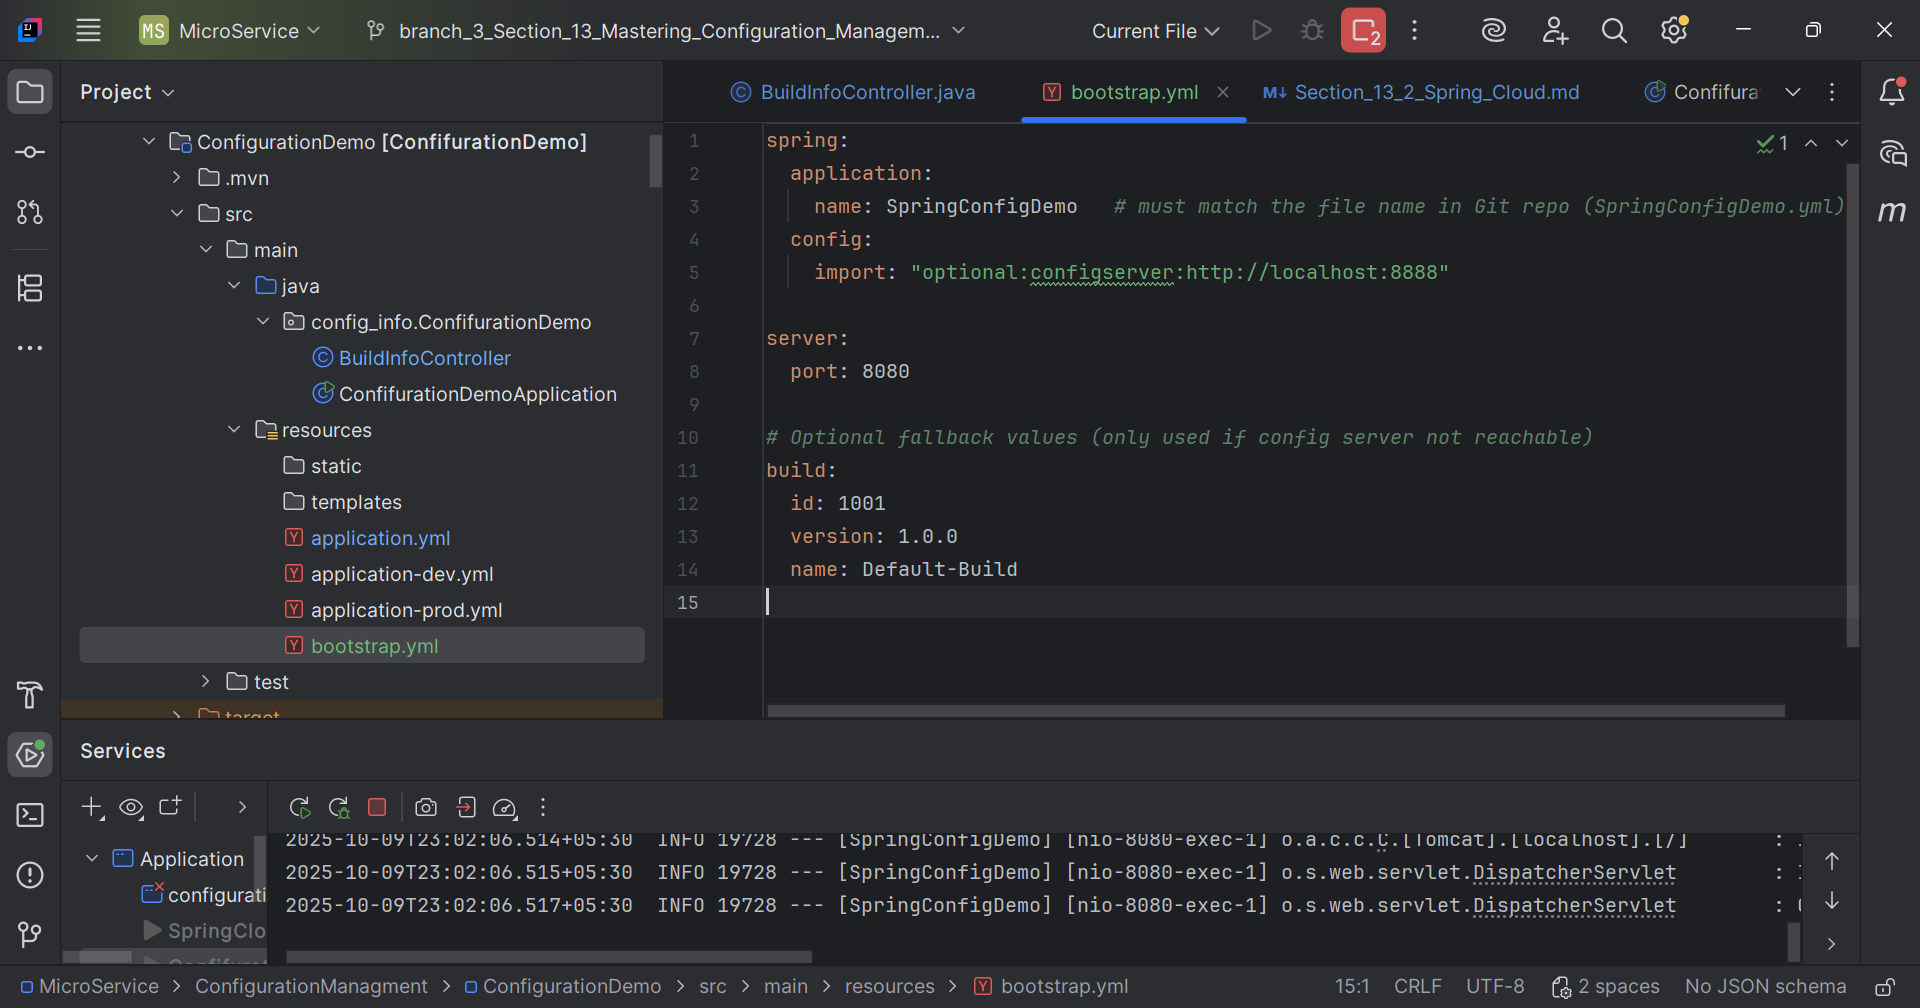 MS MicroService branch_3_Section_13_Mastering_Configuration_Managem... Current File 2
Project
BuildInfoController.java bootstrap.yml Section_13_2_Spring_Cloud.md Confifura
ConfigurationDemo [ConfifurationDemo]
.mvn
src
main
java
config_info.ConfifurationDemo
BuildInfoController
ConfifurationDemoApplication
resources
static
templates
application.yml
application-dev.yml
application-prod.yml
bootstrap.yml
test
target
1 spring:
2 application:
3 name: SpringConfigDemo # must match the file name in Git repo (SpringConfigDemo.yml)
4 config:
5 import: "optional:configserver:http://localhost:8888"
6
7 server:
8 port: 8080
9
10 # Optional fallback values (only used if config server not reachable)
11 build:
12 id: 1001
13 version: 1.0.0
14 name: Default-Build
15
1
Services
Application
configurati
SpringClo
2025-10-09T23:02:06.514+05:30 INFO 19728 --- [SpringConfigDemo] [nio-8080-exec-1] o.a.c.c.C.[Tomcat].[localhost].[/] :
2025-10-09T23:02:06.515+05:30 INFO 19728 --- [SpringConfigDemo] [nio-8080-exec-1] o.s.web.servlet.DispatcherServlet :
2025-10-09T23:02:06.517+05:30 INFO 19728 --- [SpringConfigDemo] [nio-8080-exec-1] o.s.web.servlet.DispatcherServlet :
MicroService > ConfigurationManagment > ConfigurationDemo > src > main > resources > bootstrap.yml 15:1 CRLF UTF-8 2 spaces No JSON schema